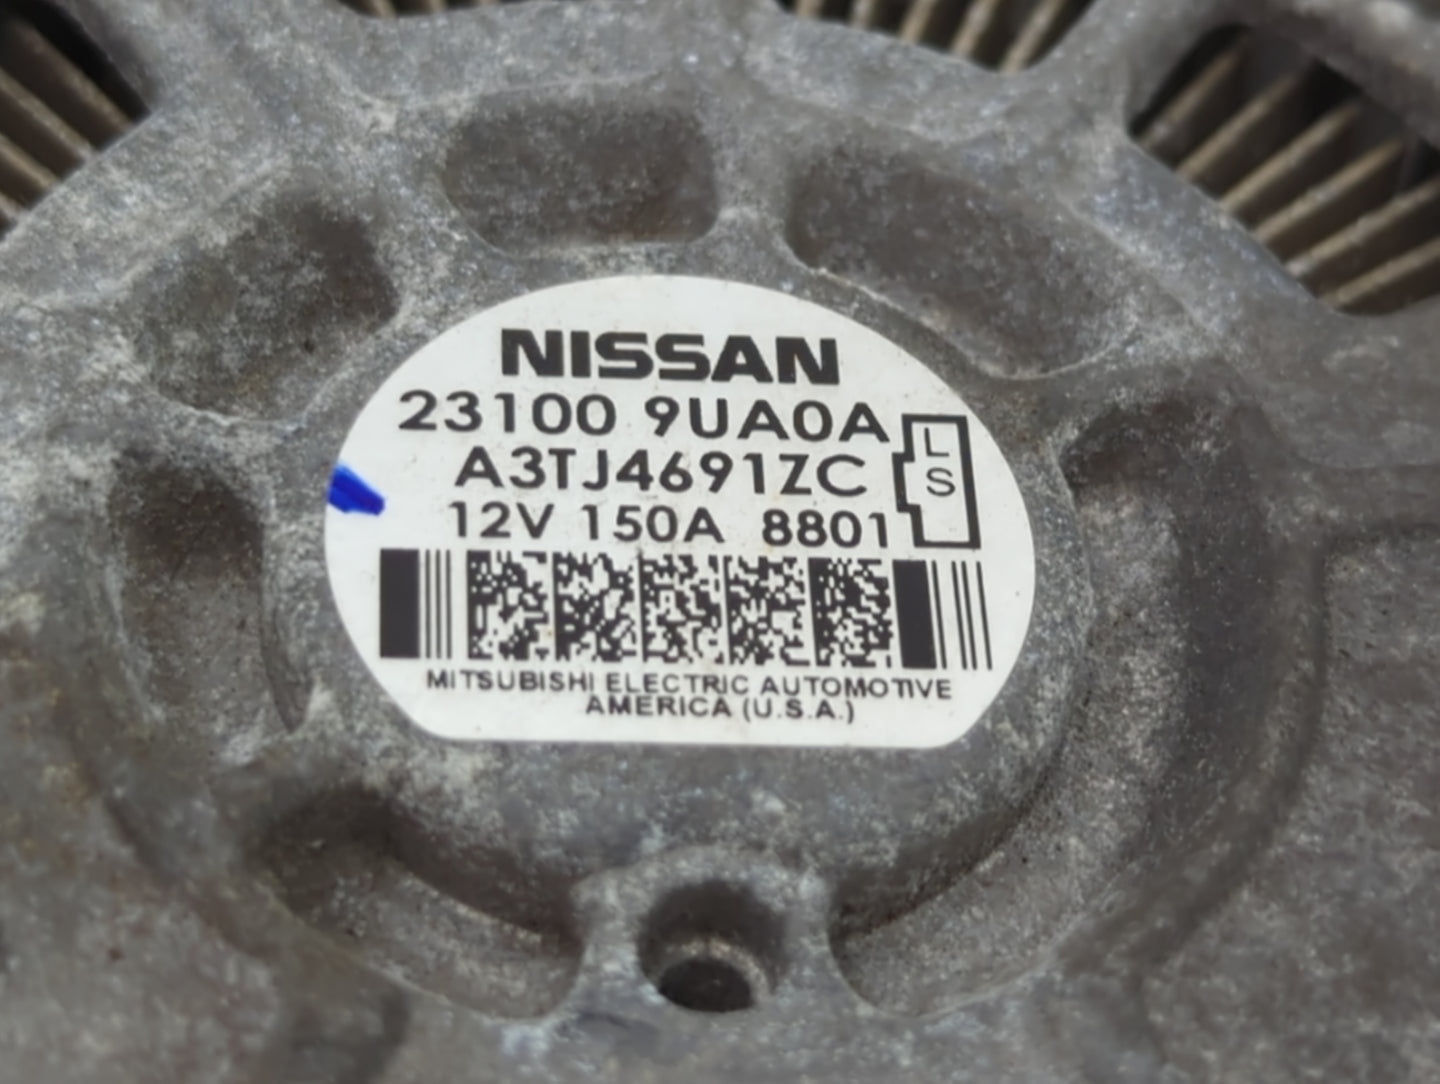 NISSAN
23100 9UA0A
A3TJ4691ZC
12V 150A 8801
L
S
MITSUBISHI ELECTRIC AUTOMOTIVE
AMERICA (U.S.A.)